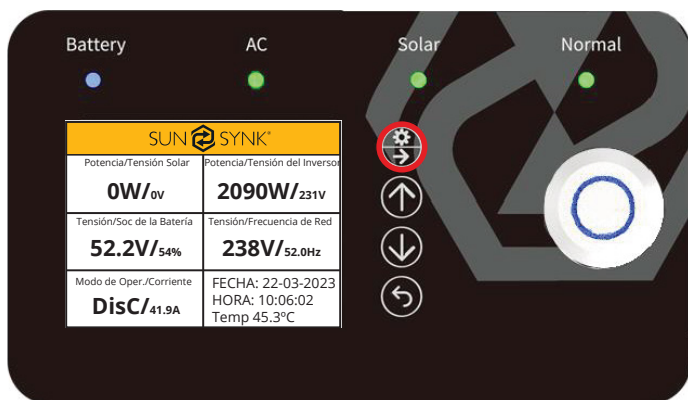 Battery AC Solar Normal
SUN SYNK®
Potencia/Tensión Solar Potencia/Tensión del Inversor
0W/0V 2090W/231V
Tensión/Soc de la Batería Tensión/Frecuencia de Red
52.2V/54% 238V/52.0Hz
Modo de Oper./Corriente FECHA: 22-03-2023
DisC/41.9A HORA: 10:06:02
Temp 45.3ºC